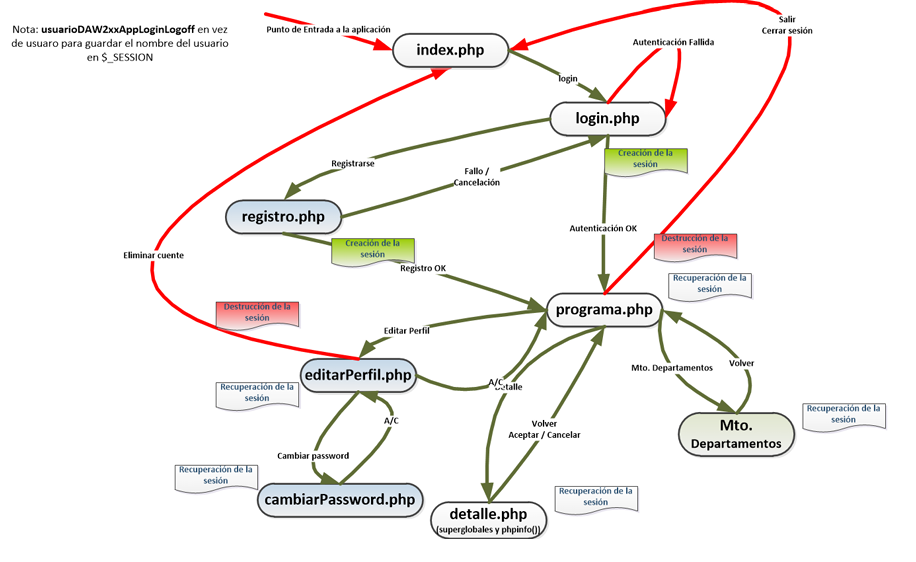 Nota: usuarioDAW2xxAppLoginLogoff en vez
de usuaro para guardar el nombre del usuario
en $_SESSION
Punto de Entrada a la aplicación
index.php
Salir
Cerrar sesión
Autenticación Fallida
login
login.php
Creación de la
sesión
Registrarse
Fallo /
Cancelación
registro.php
Autenticación OK
Creación de la
sesión
Registro OK
Eliminar cuente
Destrucción de la
sesión
Recuperación de la
sesión
Destrucción de la
sesión
programa.php
Editar Perfil
editarPerfil.php
Recuperación de la
sesión
A/C
Detalle
Mto. Departamentos
Volver
Mto.
Departamentos
Recuperación de la
sesión
A/C
Volver
Aceptar / Cancelar
Cambiar password
Recuperación de la
sesión
cambiarPassword.php
detalle.php
(superglobales y phpinfo())
Recuperación de la
sesión